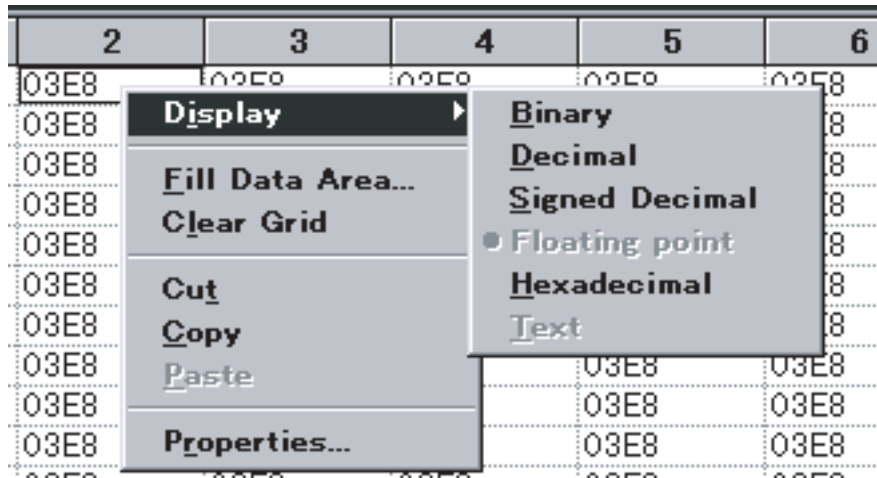 2 3 4 5 6
03E8
03E8
03E8
03E8
03E8
03E8
03E8
03E8 03E8
03E8 03E8 03E8
03E8 03E8 03E8
Display
Fill Data Area...
Clear Grid
Cut
Copy
Paste
Properties...
Binary
Decimal
Signed Decimal
Floating point
Hexadecimal
Text